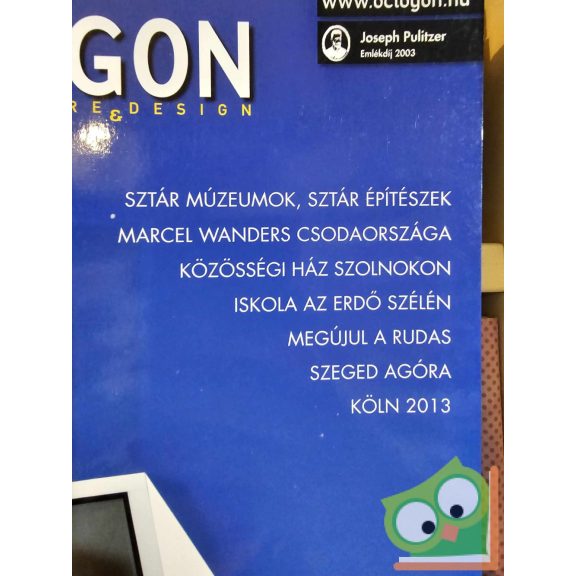 www.octogon.hu
Joseph Pulitzer
Emlékdíj 2003
GON
RE & DESIGN
SZTÁR MÚZEUMOK, SZTÁR ÉPÍTÉSZEK
MARCEL WANDERS CSODAORSZÁGA
KÖZÖSSÉGI HÁZ SZOLNOKON
ISKOLA AZ ERDŐ SZÉLÉN
MEGÚJUL A RUDAS
SZEGED AGÓRA
KÖLN 2013